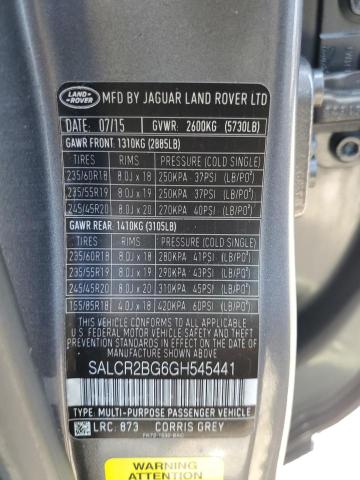 LAND ROVER
MFD BY JAGUAR LAND ROVER LTD
DATE: 07/15 GVWR: 2600KG (5730LB)
GAWR FRONT: 1310KG (2885LB)
TIRES RIMS PRESSURE (COLD SINGLE)
235/60R18 8.0J x 18 250KPA 37PSI (LB/PO²)
235/55R19 8.0J x 19 250KPA 37PSI (LB/PO²)
245/45R20 8.0J x 20 270KPA 40PSI (LB/PO²)
GAWR REAR: 1410KG (3105LB)
TIRES RIMS PRESSURE (COLD SINGLE)
235/60R18 8.0J x 18 280KPA 41PSI (LB/PO²)
235/55R19 8.0J x 19 290KPA 43PSI (LB/PO²)
245/45R20 8.0J x 20 310KPA 45PSI (LB/PO²)
155/85R18 4.0J x 18 420KPA 60PSI (LB/PO²)
THIS VEHICLE CONFORMS TO ALL APPLICABLE
U.S. FEDERAL MOTOR VEHICLE SAFETY AND
THEFT PREVENTION STANDARDS IN EFFECT ON
THE DATE OF MANUFACTURE SHOWN ABOVE
SALCR2BG6GH545441
TYPE: MULTI-PURPOSE PASSENGER VEHICLE
LRC: 873 CORRIS GREY
WARNING